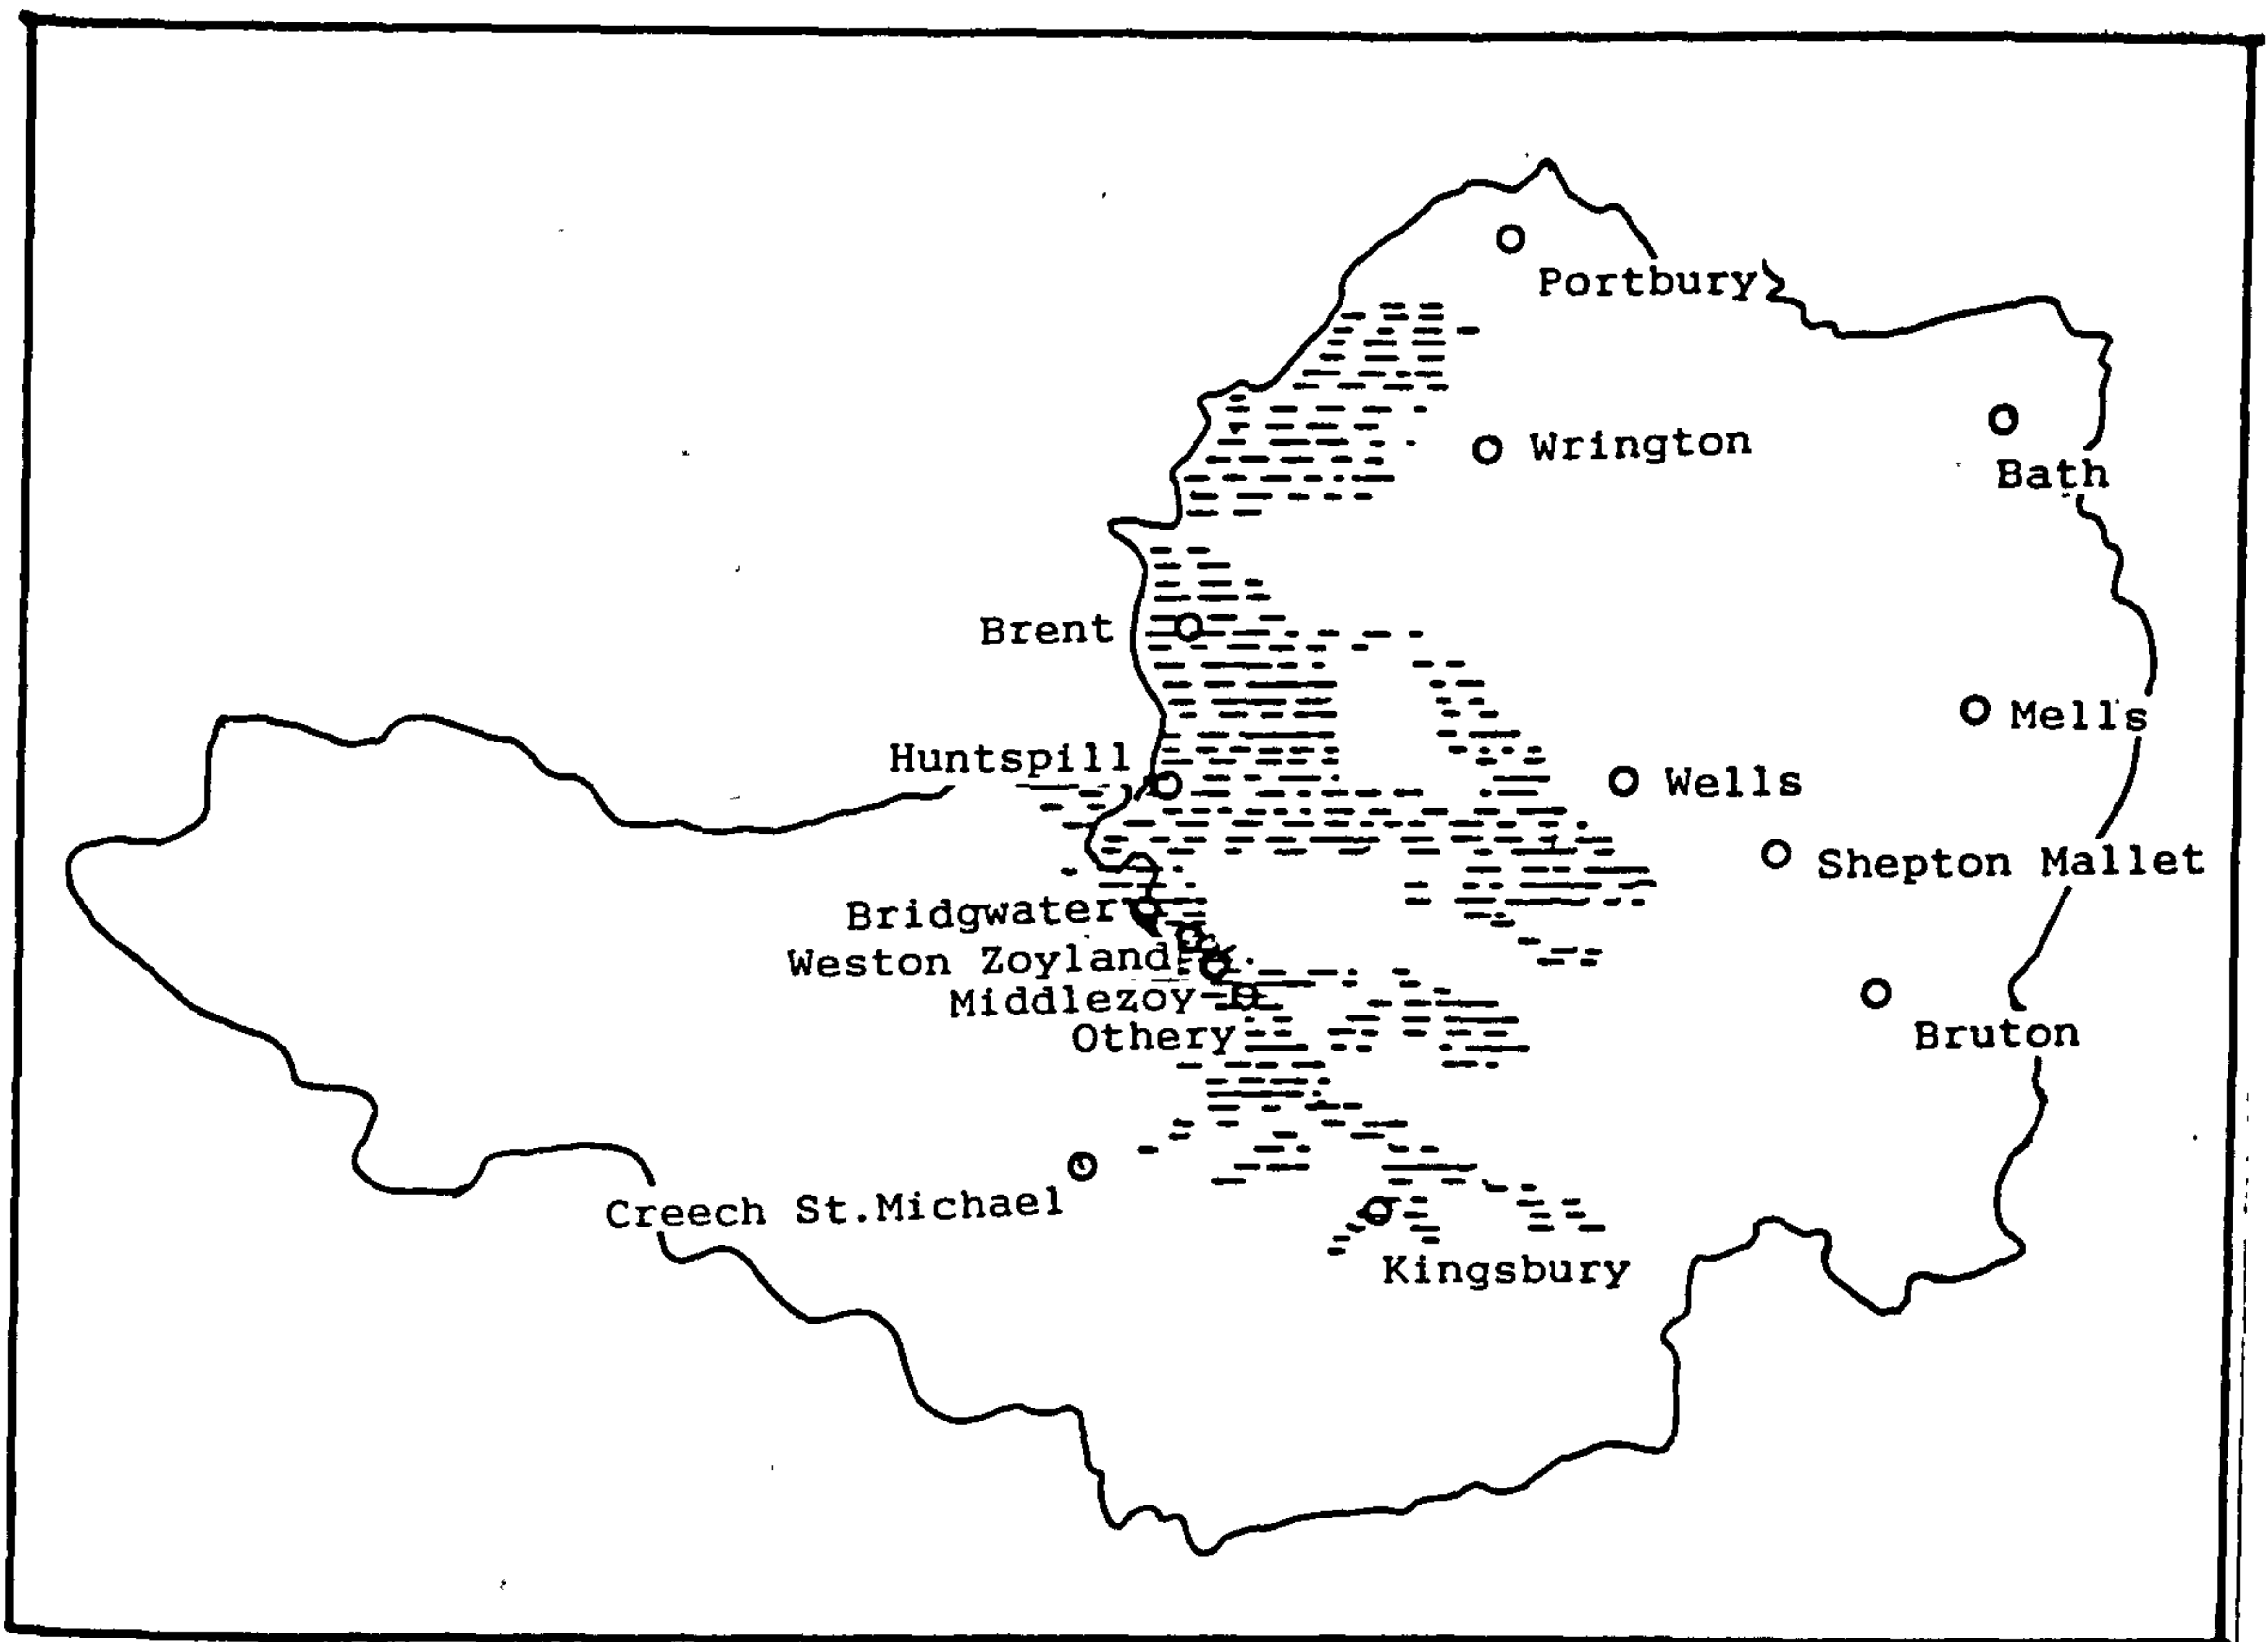 Portbury
Wrington
Bath
Brent
Mells
Huntspill
Wells
Shepton Mallet
Bridgwater
Weston Zoyland
Middlezoy
Othery
Bruton
Creech St.Michael
Kingsbury